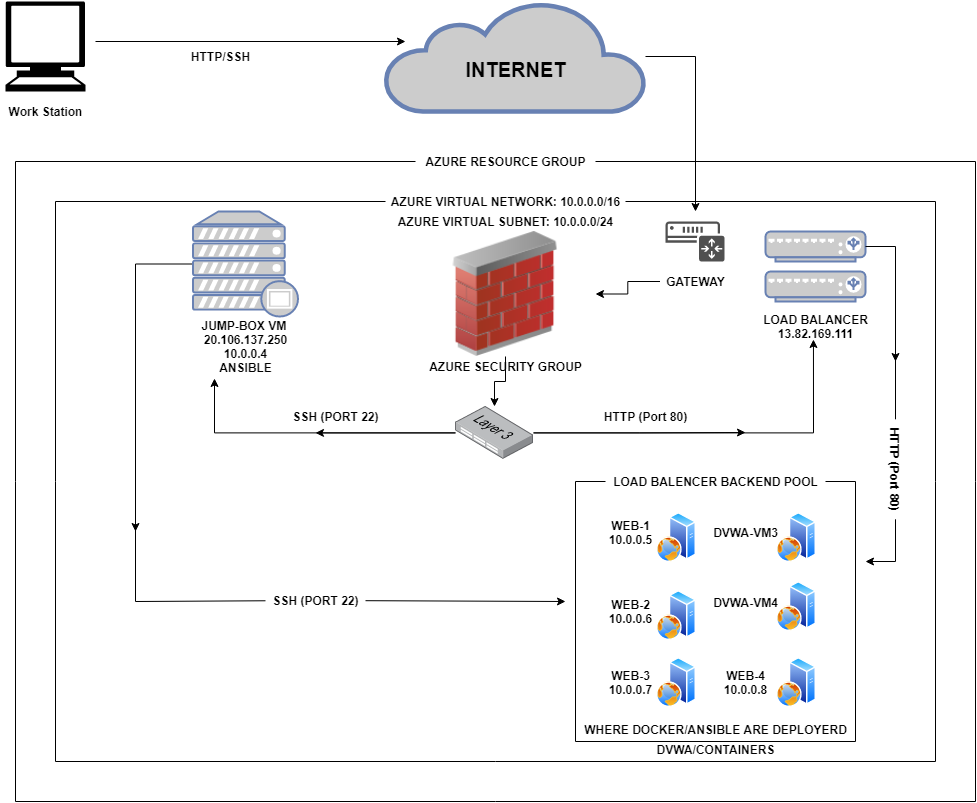 INTERNET
HTTP/SSH
Work Station
AZURE RESOURCE GROUP
AZURE VIRTUAL NETWORK: 10.0.0.0/16
AZURE VIRTUAL SUBNET: 10.0.0.0/24
GATEWAY
JUMP-BOX VM
20.106.137.250
10.0.0.4
ANSIBLE
LOAD BALANCER
13.82.169.111
AZURE SECURITY GROUP
SSH (PORT 22)
Layer 3
HTTP (Port 80)
HTTP (Port 80)
LOAD BALENCER BACKEND POOL
WEB-1
10.0.0.5
DVWA-VM3
WEB-2
10.0.0.6
DVWA-VM4
SSH (PORT 22)
WEB-3
10.0.0.7
WEB-4
10.0.0.8
WHERE DOCKER/ANSIBLE ARE DEPLOYERD
DVWA/CONTAINERS